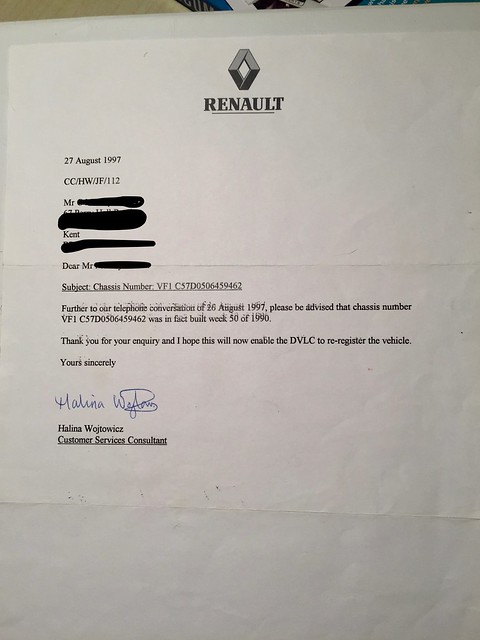 RENAULT
27 August 1997
CC/HW/JF/112
Mr
Kent
Dear Mr
Subject: Chassis Number: VF1 C57D0506459462
Further to our telephone conversation of 26 August 1997, please be advised that chassis number
VF1 C57D0506459462 was in fact built week 50 of 1990.
Thank you for your enquiry and I hope this will now enable the DVLC to re-register the vehicle.
Yours sincerely
Halina Wojtowicz
Customer Services Consultant